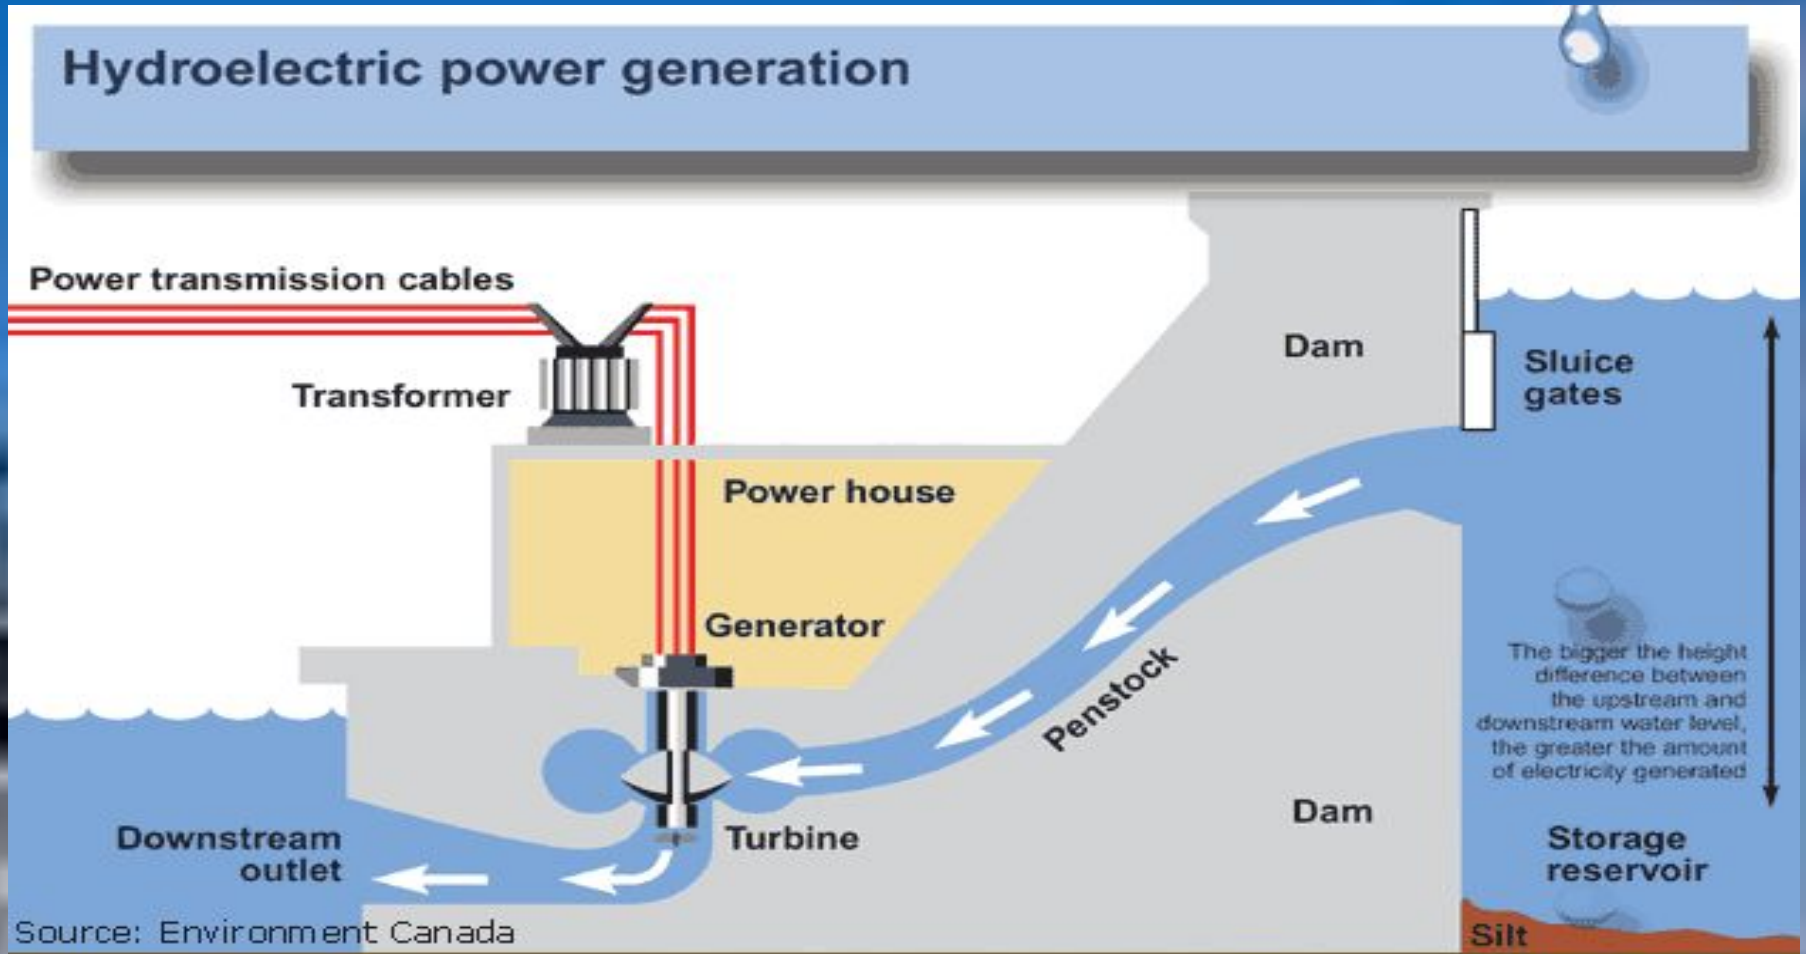 Hydroelectric power generation
Power transmission cables
Transformer
Dam
Sluice
gates
Power house
Generator
Penstock
The bigger the height
difference between
the upstream and
downstream water level,
the greater the amount
of electricity generated
Dam
Turbine
Downstream
outlet
Storage
reservoir
Source: Environment Canada
Silt